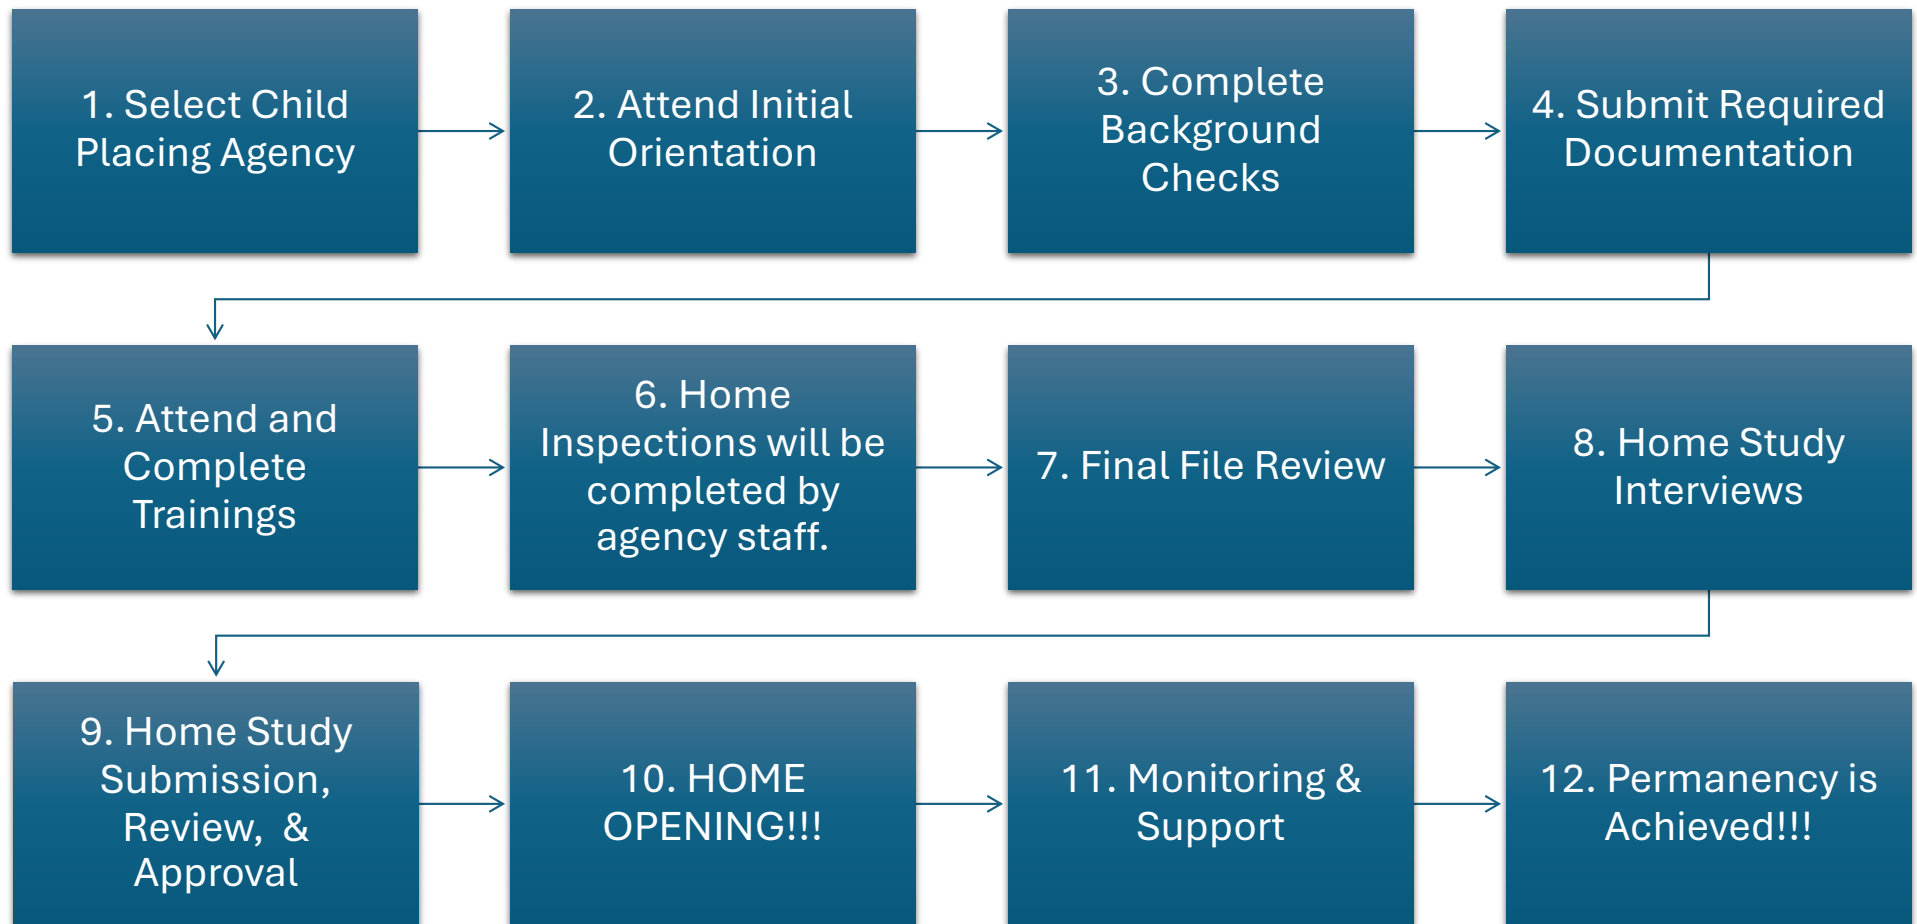 1. Select Child
Placing Agency
2. Attend Initial
Orientation
3. Complete
Background
Checks
4. Submit Required
Documentation
5. Attend and
Complete
Trainings
6. Home
Inspections will be
completed by
agency staff.
7. Final File Review
8. Home Study
Interviews
9. Home Study
Submission,
Review,  &
Approval
10. HOME
OPENING!!!
11. Monitoring &
Support
12. Permanency is
Achieved!!!